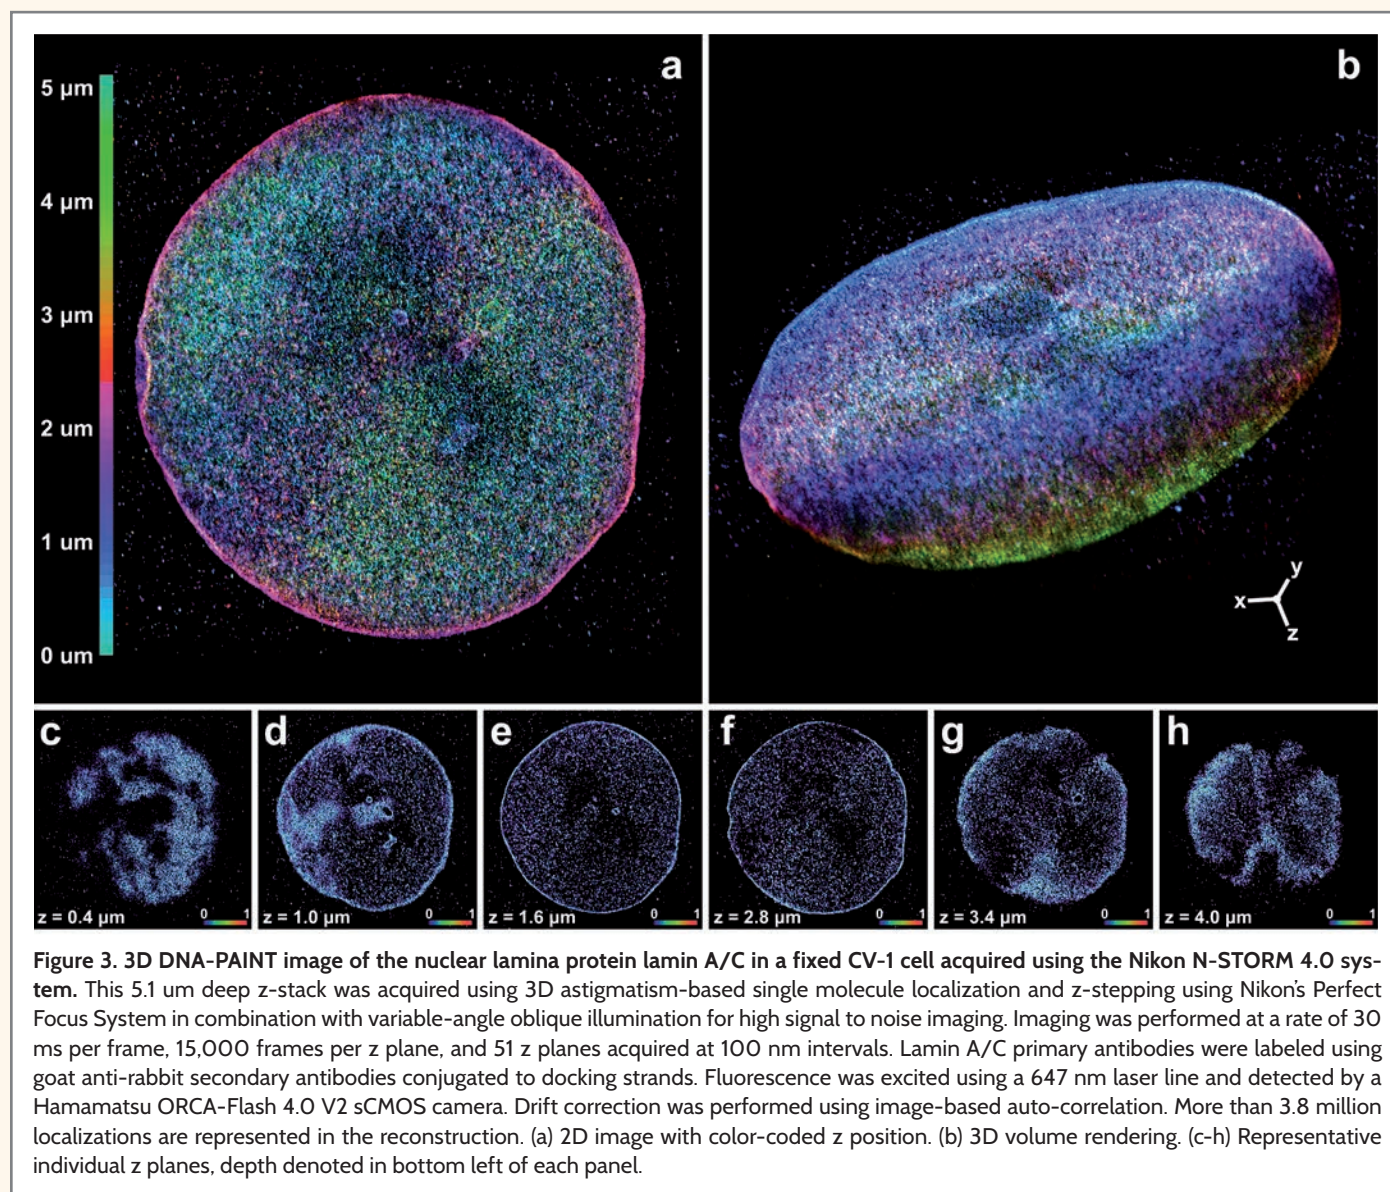 a
b
5 µm
4 µm
3 µm
2 um
1 um
0 um
y
x
z
c
d
e
f
g
h
z = 0.4 µm
0 1
z = 1.0 µm
0 1
z = 1.6 µm
0 1
z = 2.8 µm
0 1
z = 3.4 µm
0 1
z = 4.0 µm
0 1
Figure 3. 3D DNA-PAINT image of the nuclear lamina protein lamin A/C in a fixed CV-1 cell acquired using the Nikon N-STORM 4.0 sys-
tem. This 5.1 um deep z-stack was acquired using 3D astigmatism-based single molecule localization and z-stepping using Nikon's Perfect
Focus System in combination with variable-angle oblique illumination for high signal to noise imaging. Imaging was performed at a rate of 30
ms per frame, 15,000 frames per z plane, and 51 z planes acquired at 100 nm intervals. Lamin A/C primary antibodies were labeled using
goat anti-rabbit secondary antibodies conjugated to docking strands. Fluorescence was excited using a 647 nm laser line and detected by a
Hamamatsu ORCA-Flash 4.0 V2 sCMOS camera. Drift correction was performed using image-based auto-correlation. More than 3.8 million
localizations are represented in the reconstruction. (a) 2D image with color-coded z position. (b) 3D volume rendering. (c-h) Representative
individual z planes, depth denoted in bottom left of each panel.